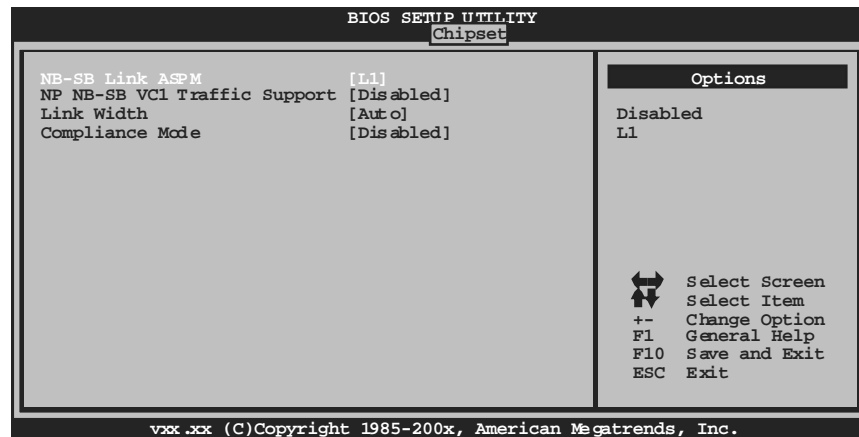 BIOS SETUP UTILITY
Chipset
NB-SB Link ASPM [L1]
NP NB-SB VC1 Traffic Support [Disabled]
Link Width [Auto]
Compliance Mode [Disabled]
Options
Disabled
L1
Select Screen
Select Item
+- Change Option
F1 General Help
F10 Save and Exit
ESC Exit
vxx.xx (C)Copyright 1985-200x, American Megatrends, Inc.